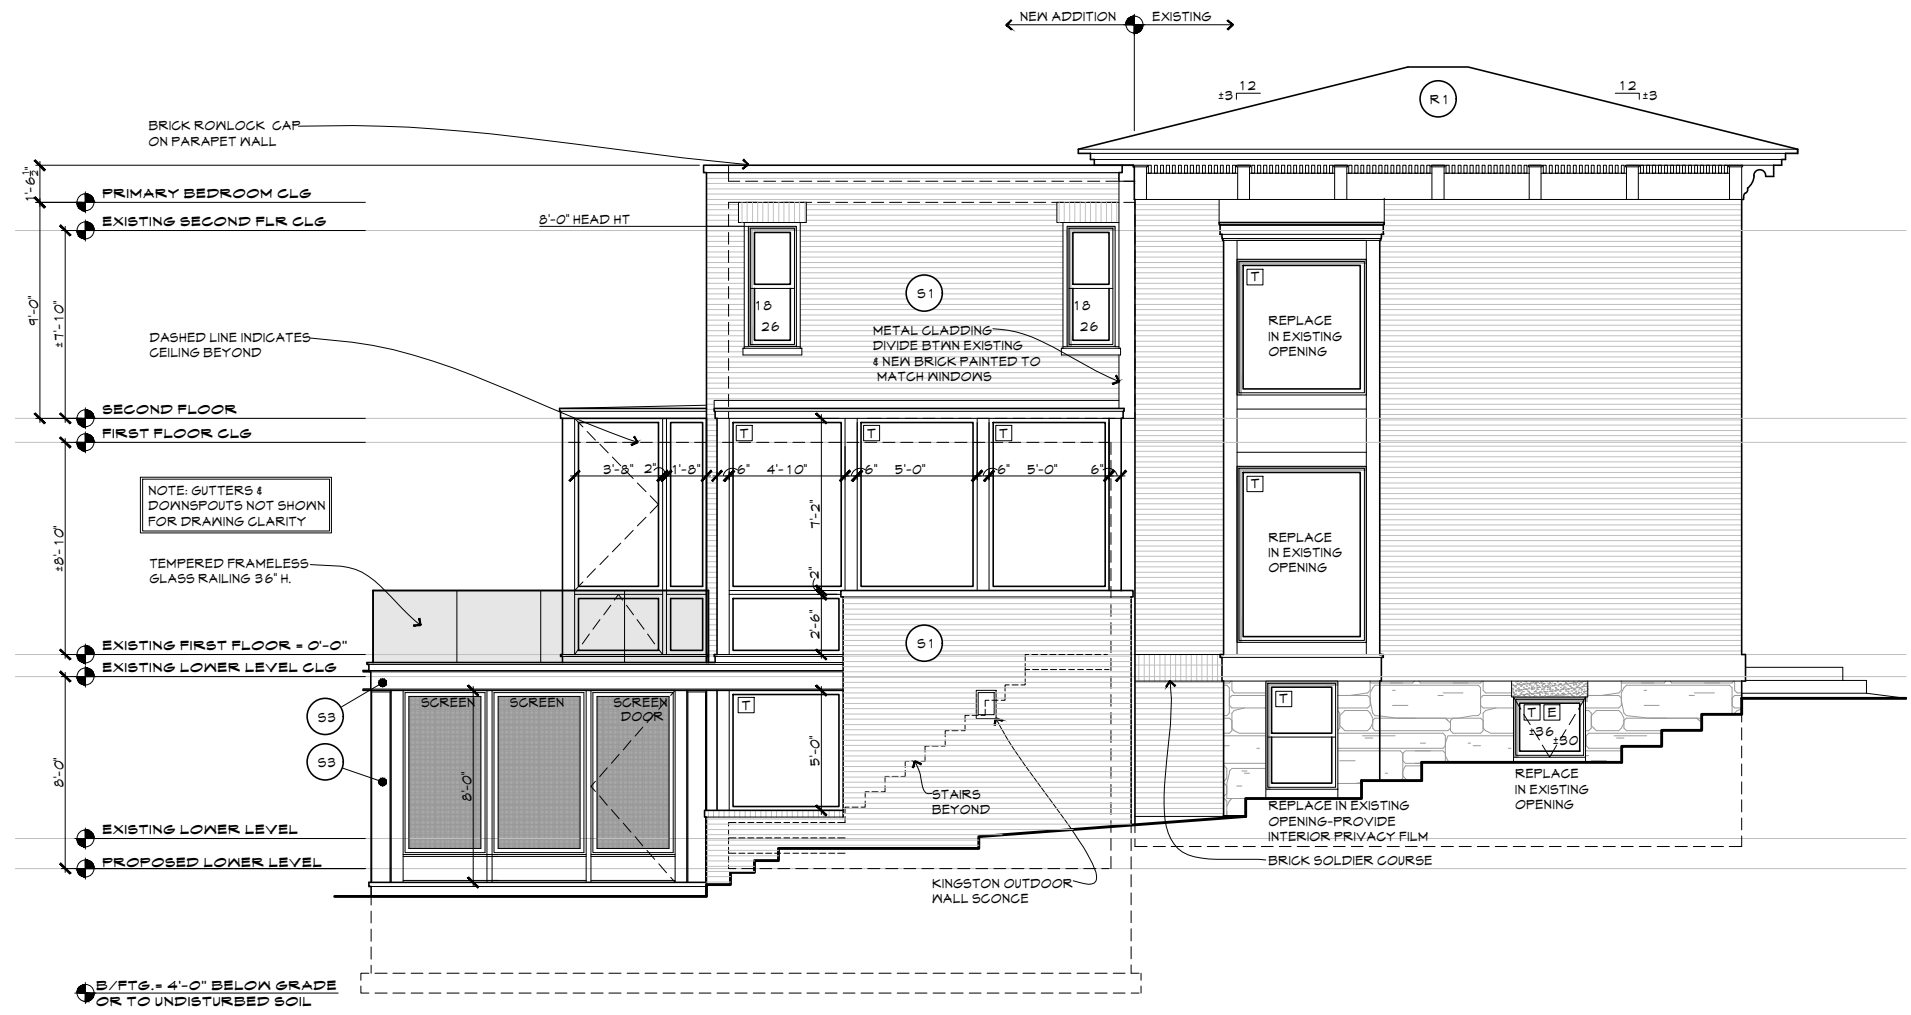 NEW ADDITION
EXISTING
12
±3
R1
12
±3
BRICK ROWLOCK CAP
ON PARAPET WALL
1'-6 1/2"
PRIMARY BEDROOM CLG
EXISTING SECOND FLR CLG
8'-0" HEAD HT
9'-0"
±7'-10"
S1
T
18
26
18
26
REPLACE
IN EXISTING
OPENING
METAL CLADDING
DIVIDE BTWN EXISTING
& NEW BRICK PAINTED TO
MATCH WINDOWS
DASHED LINE INDICATES
CEILING BEYOND
SECOND FLOOR
FIRST FLOOR CLG
T
T
T
3'-8"
2"
1'-8"
6"
4'-10"
6"
5'-0"
6"
5'-0"
6"
T
NOTE: GUTTERS &
DOWNSPOUTS NOT SHOWN
FOR DRAWING CLARITY
7'-2"
REPLACE
IN EXISTING
OPENING
±8'-10"
TEMPERED FRAMELESS
GLASS RAILING 36" H.
2"
2'-6"
S1
EXISTING FIRST FLOOR = 0'-0"
EXISTING LOWER LEVEL CLG
SCREEN
SCREEN
SCREEN
DOOR
T
T
T E
±36
±30
S3
S3
5'-0"
8'-0"
8'-0"
STAIRS
BEYOND
REPLACE
IN EXISTING
OPENING
REPLACE IN EXISTING
OPENING-PROVIDE
INTERIOR PRIVACY FILM
EXISTING LOWER LEVEL
PROPOSED LOWER LEVEL
BRICK SOLDIER COURSE
KINGSTON OUTDOOR
WALL SCONCE
B/FTG.= 4'-0" BELOW GRADE
OR TO UNDISTURBED SOIL